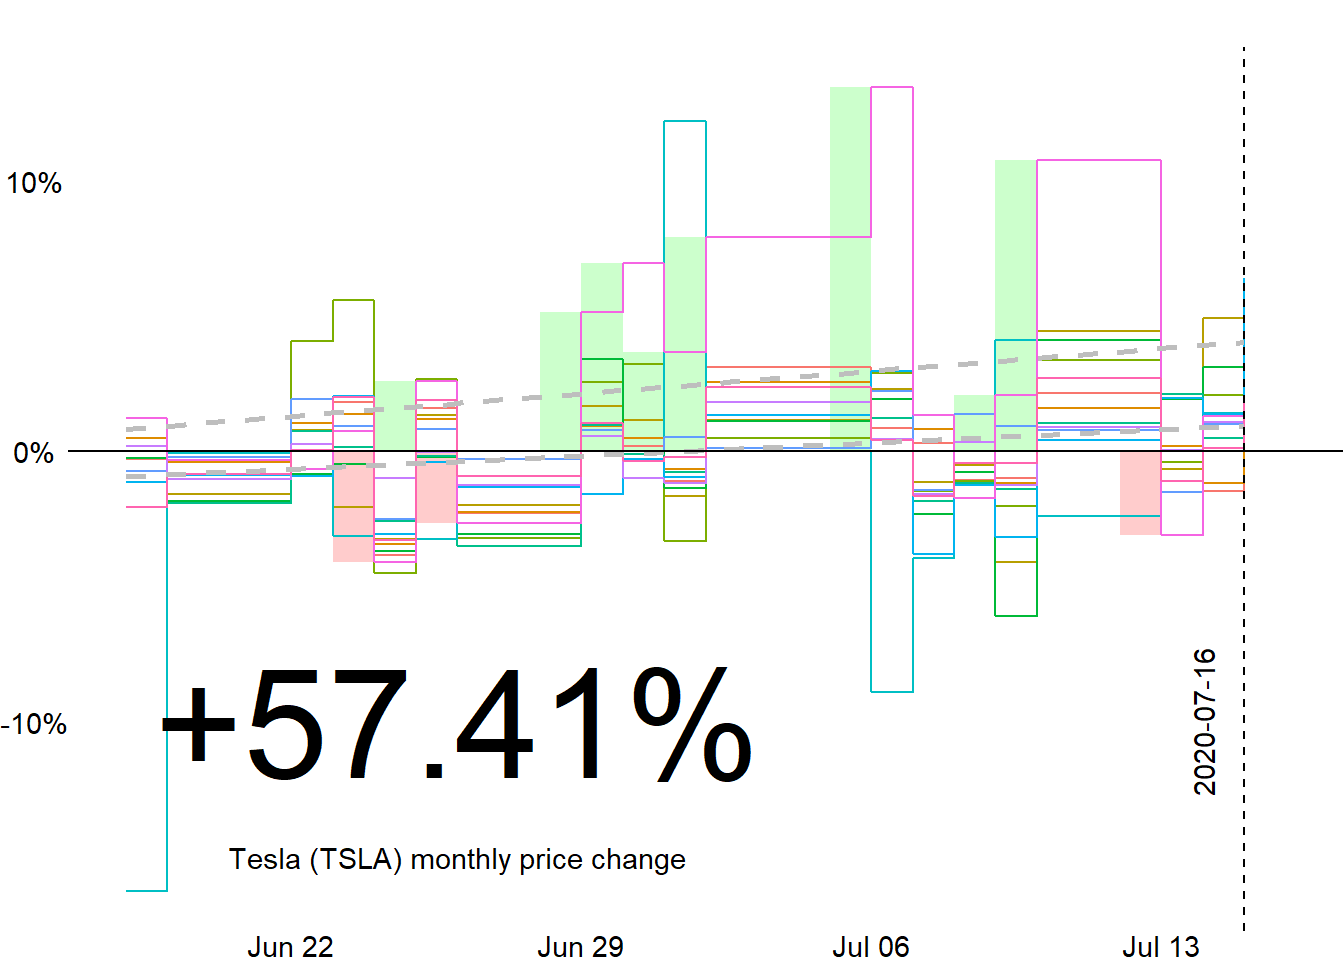 10%
0%
-10%
+57.41%
Tesla (TSLA) monthly price change
2020-07-16
Jun 22
Jun 29
Jul 06
Jul 13